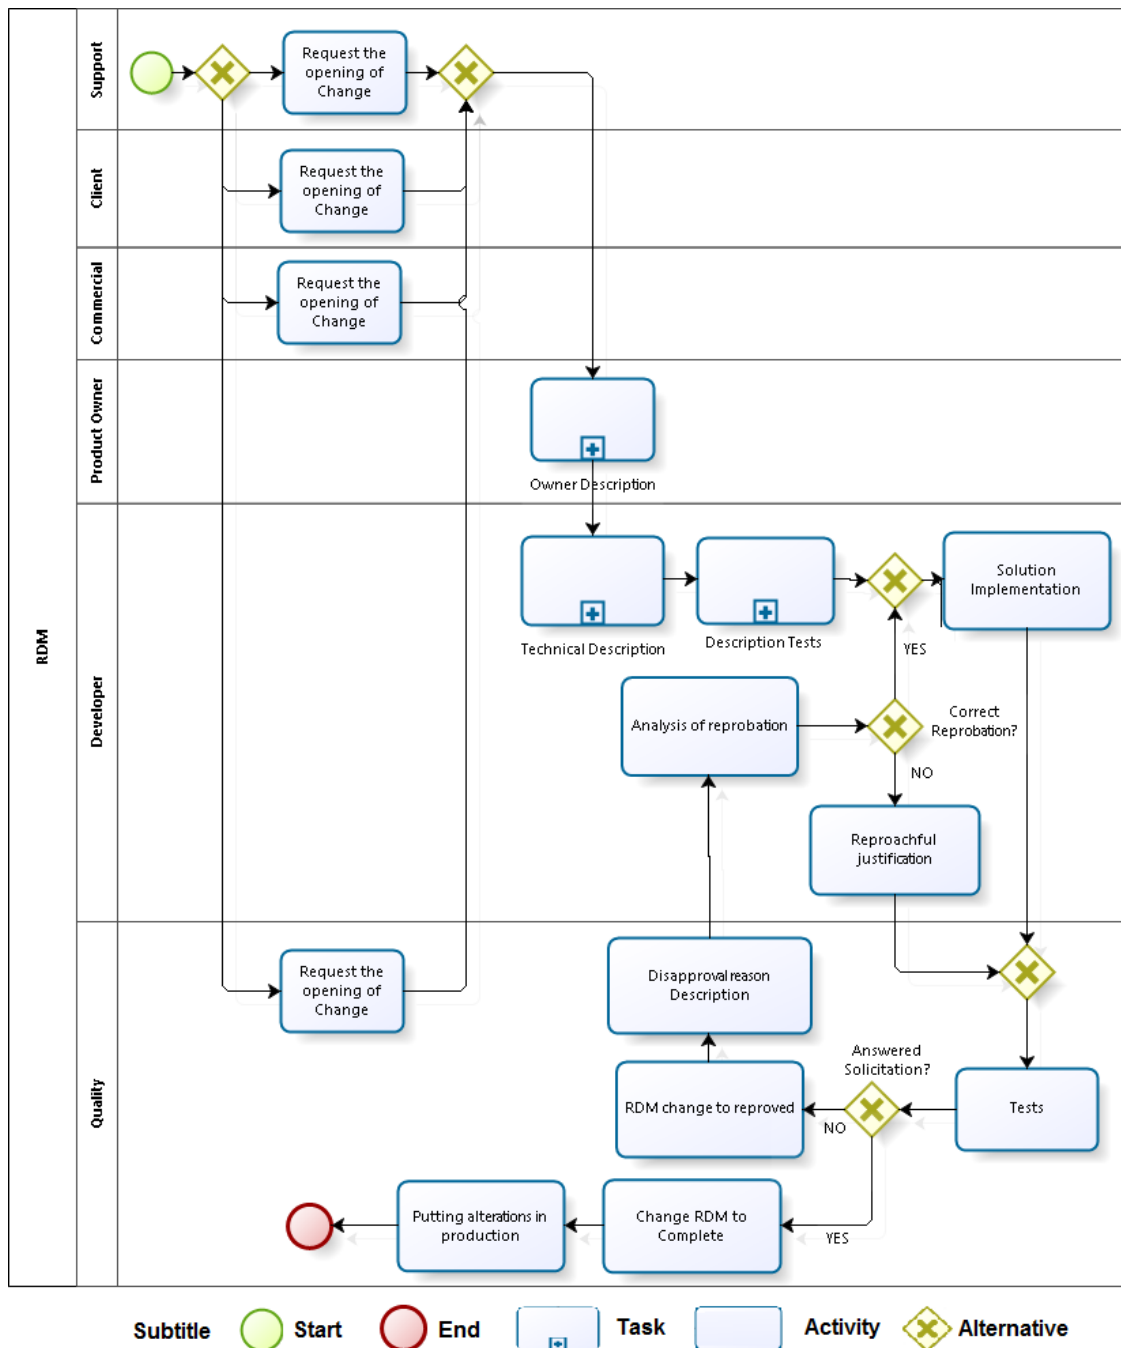 RDM
Support
Request the
opening of
Change
Client
Request the
opening of
Change
Commercial
Request the
opening of
Change
Product Owner
Owner Description
Developer
Technical Description
Description Tests
Solution
Implementation
YES
Analysis of reprobation
Correct
Reprobation?
NO
Reproachful
justification
Quality
Request the
opening of
Change
Disapproval reason
Description
Answered
Solicitation?
RDM change to reproved
NO
Tests
Putting alterations in
production
Change RDM to
Complete
YES
Subtitle
Start
End
Task
Activity
Alternative